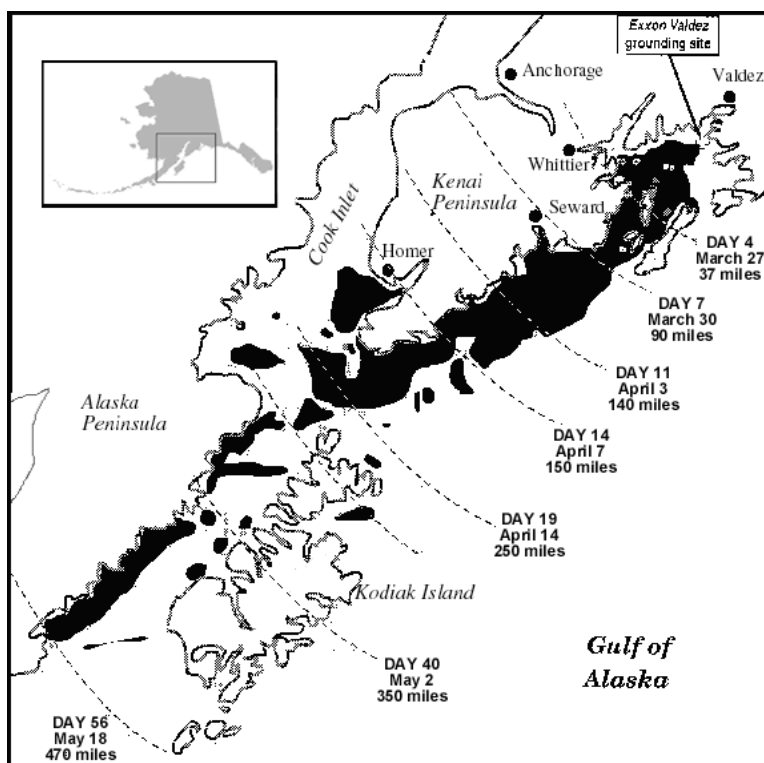 Exxon Valdez
grounding site
Valdez
Anchorage
Whittier
Kenai
Peninsula
Seward
Cook Inlet
Homer
DAY 4
March 27
37 miles
DAY 7
March 30
90 miles
DAY 11
April 3
140 miles
Alaska
Peninsula
DAY 14
April 7
150 miles
DAY 19
April 14
250 miles
Kodiak Island
Gulf of
Alaska
DAY 40
May 2
350 miles
DAY 56
May 18
470 miles